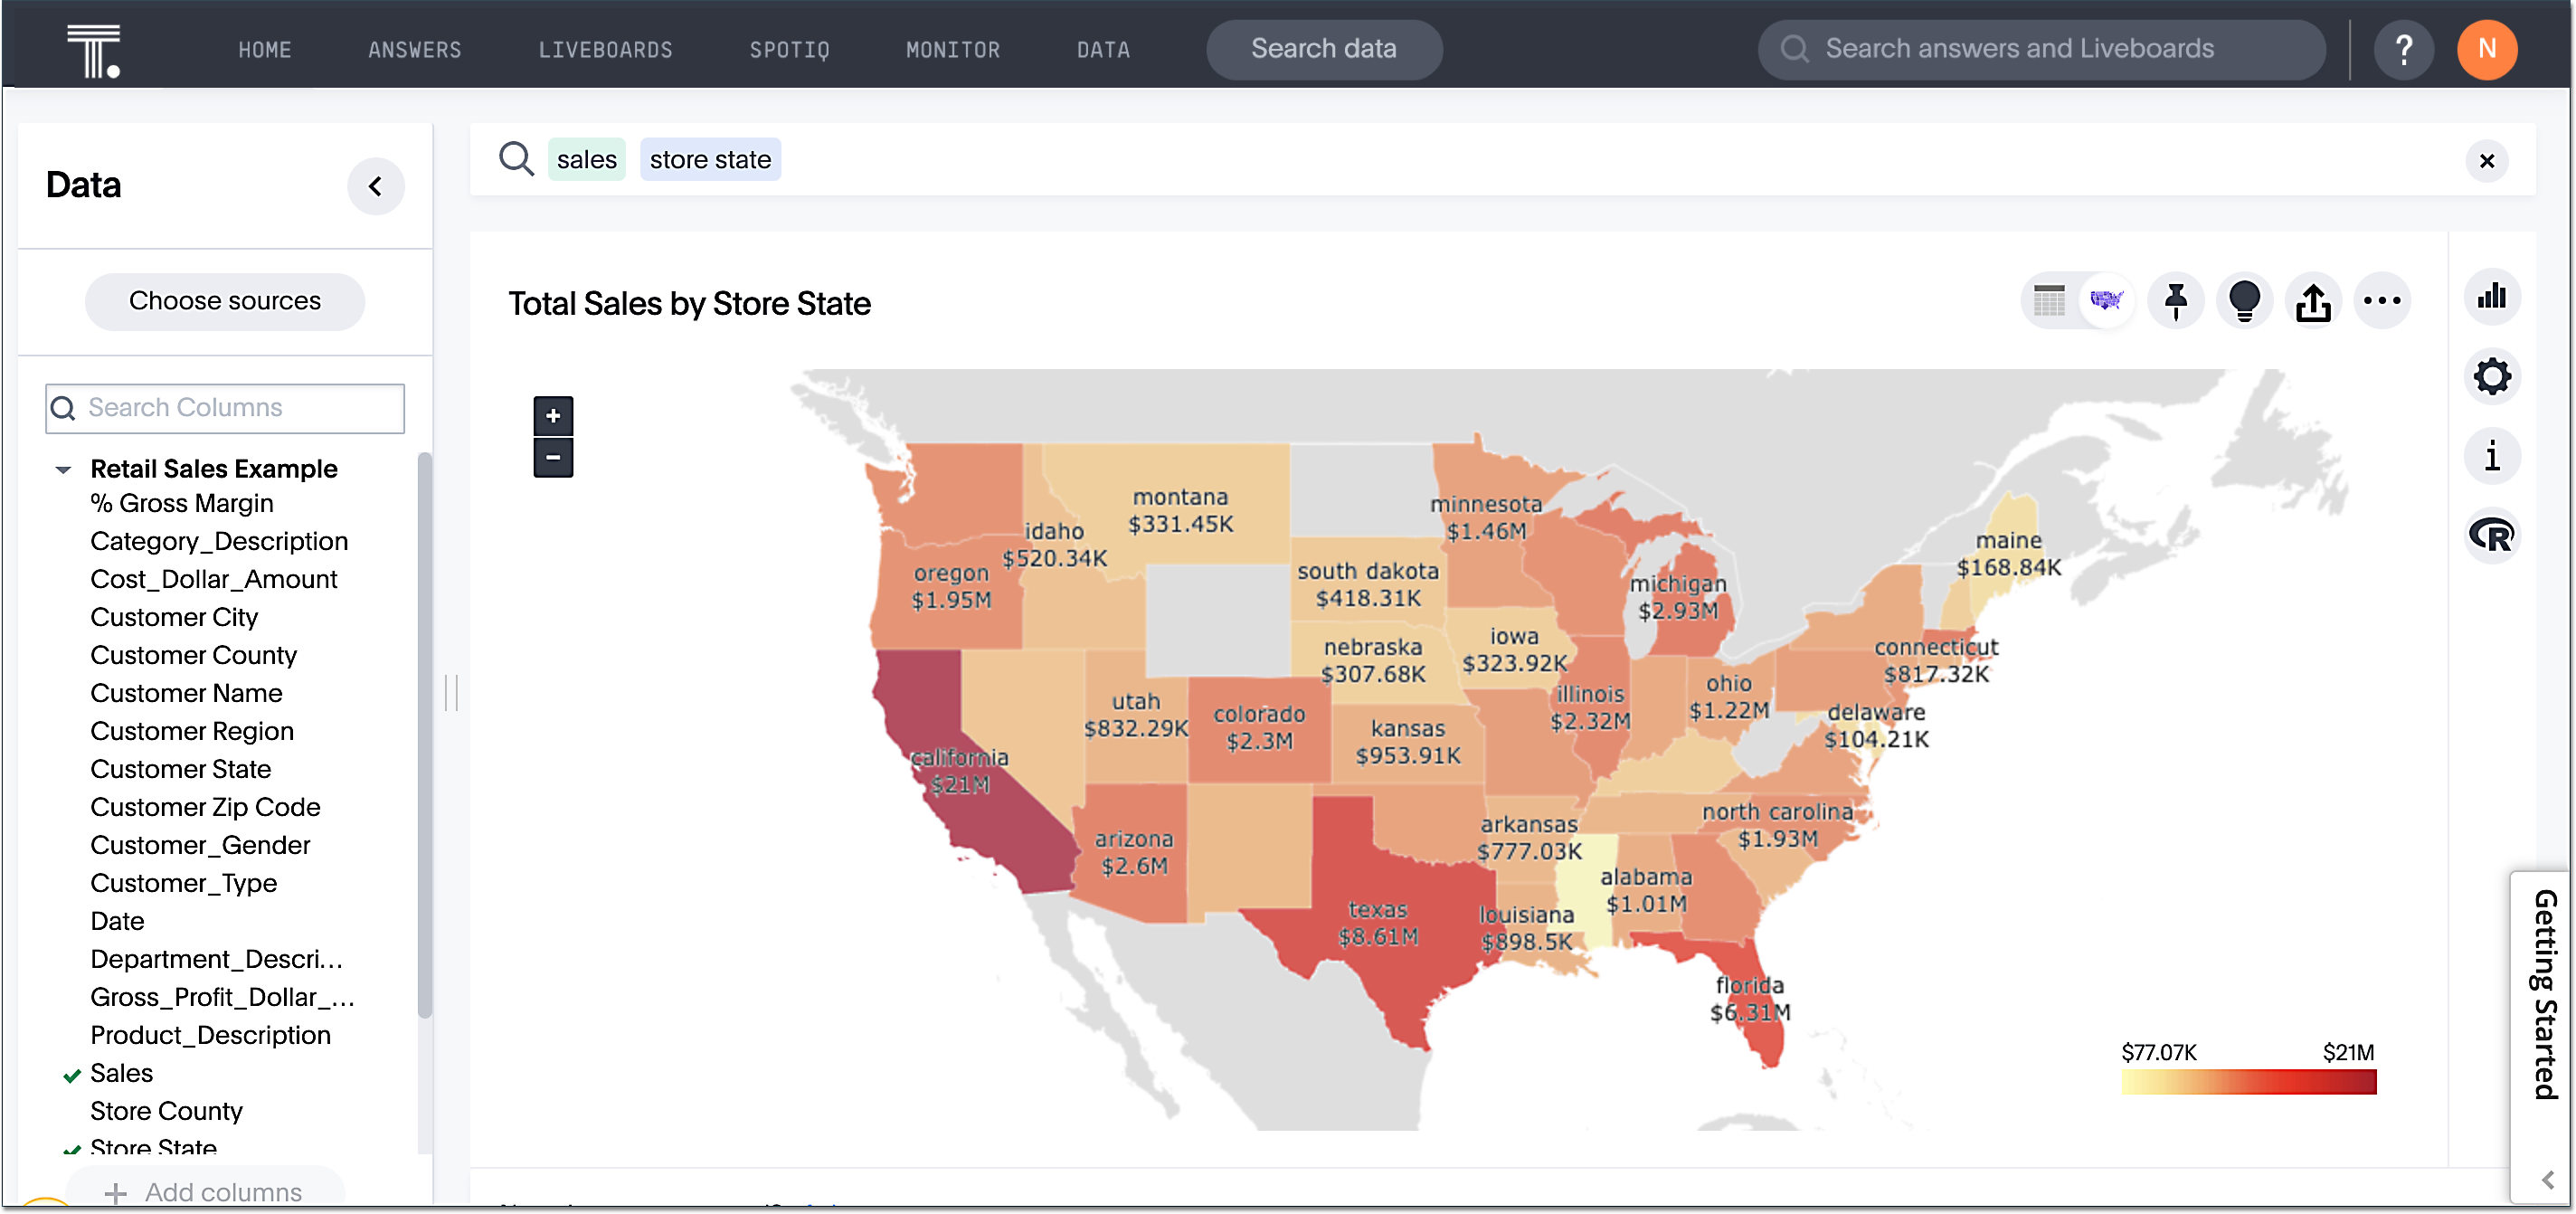 HOME ANSWERS LIVEBOARDS SPOTIQ MONITOR DATA Search data Search answers and Liveboards ? N
sales store state
Data
Choose sources
Search Columns
Retail Sales Example
% Gross Margin
Category_Description
Cost_Dollar_Amount
Customer City
Customer County
Customer Name
Customer Region
Customer State
Customer Zip Code
Customer_Gender
Customer_Type
Date
Department_Descri...
Gross_Profit_Dollar_...
Product_Description
Sales
Store County
Store State
+ Add columns
Total Sales by Store State
+
−
montana
$331.45K
idaho
$520.34K
oregon
$1.95M
minnesota
$1.46M
south dakota
$418.31K
michigan
$2.93M
maine
$168.84K
nebraska
$307.68K
iowa
$323.92K
connecticut
$817.32K
utah
$832.29K
colorado
$2.3M
kansas
$953.91K
illinois
$2.32M
ohio
$1.22M
delaware
$104.21K
california
$21M
arizona
$2.6M
arkansas
$777.03K
north carolina
$1.93M
alabama
$1.01M
texas
$8.61M
louisiana
$898.5K
florida
$6.31M
$77.07K $21M
i
R
Getting Started